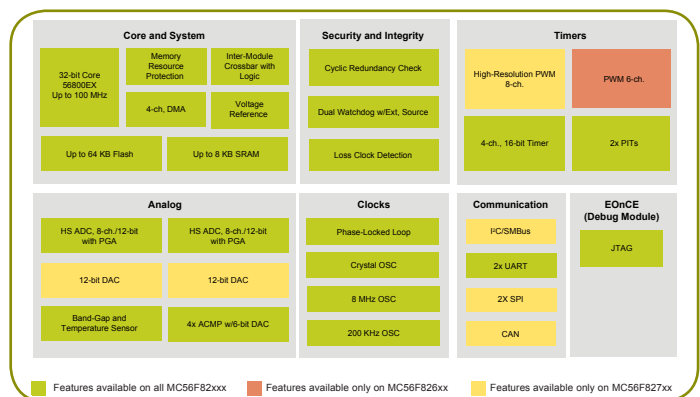 Core and System
32-bit Core
56800EX
Up to 100 MHz
Memory
Resource
Protection
Inter-Module
Crossbar with
Logic
4-ch, DMA
Voltage
Reference
Up to 64 KB Flash
Up to 8 KB SRAM
Security and Integrity
Cyclic Redundancy Check
Dual Watchdog w/Ext, Source
Loss Clock Detection
Timers
High-Resolution PWM
8-ch.
PWM 6-ch.
4-ch., 16-bit Timer
2x PITs
Analog
HS ADC, 8-ch./12-bit
with PGA
HS ADC, 8-ch./12-bit
with PGA
12-bit DAC
12-bit DAC
Band-Gap and
Temperature Sensor
4x ACMP w/6-bit DAC
Clocks
Phase-Locked Loop
Crystal OSC
8 MHz OSC
200 KHz OSC
Communication
I²C/SMBus
2x UART
2X SPI
CAN
EOnCE
(Debug Module)
JTAG
Features available on all MC56F82xxx
Features available only on MC56F826xx
Features available only on MC56F827xx